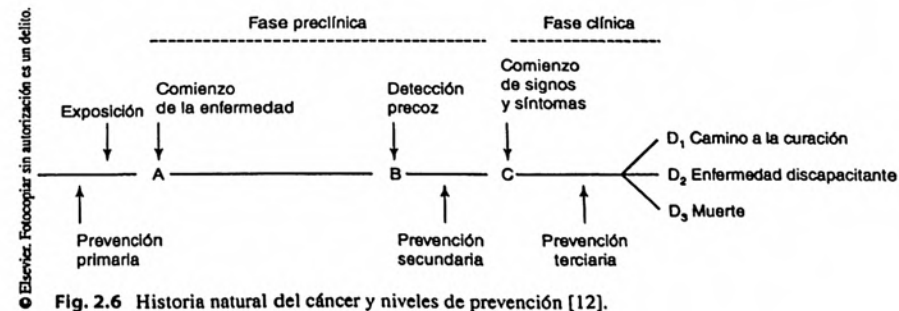 © Elsevier. Fotocopiar sin autorización es un delito.
Fase preclínica
Fase clínica
Exposición
Comienzo
de la enfermedad
Detección
precoz
Comienzo
de signos
y síntomas
A
B
C
D₁ Camino a la curación
D₂ Enfermedad discapacitante
D₃ Muerte
Prevención
primaria
Prevención
secundaria
Prevención
terciaria
Fig. 2.6 Historia natural del cáncer y niveles de prevención [12].